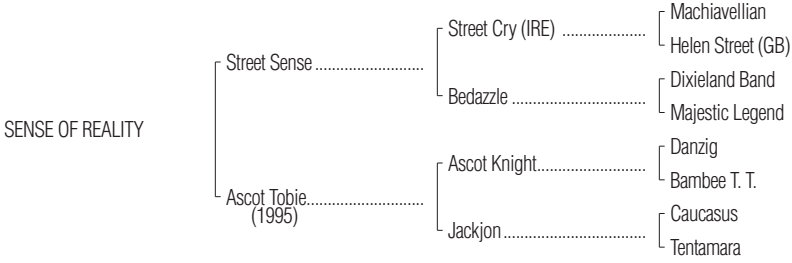 Machiavellian
Street Cry (IRE) ....................
Helen Street (GB)
Street Sense ..........................
Dixieland Band
Bedazzle ................................
Majestic Legend
SENSE OF REALITY
Danzig
Ascot Knight..........................
Bambee T. T.
Ascot Tobie............................
(1995)
Caucasus
Jackjon ..................................
Tentamara